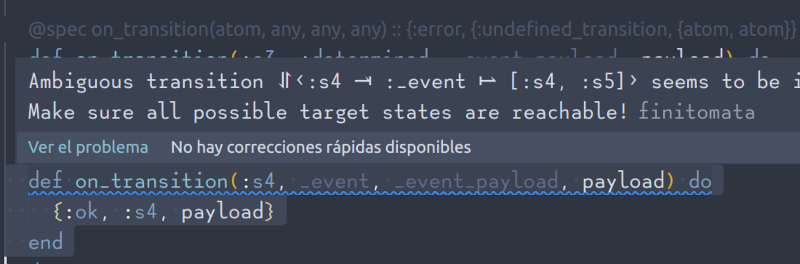 @spec on_transition(atom, any, any, any) :: {:error, {:undefined_transition, {atom, atom}}
Ambiguous transition ⥯‹:s4 ⇥ :_event ↦ [:s4, :s5]› seems to be i
Make sure all possible target states are reachable! finitomata
Ver el problema No hay correcciones rápidas disponibles
def on_transition(:s4, _event, _event_payload, payload) do
{:ok, :s4, payload}
end